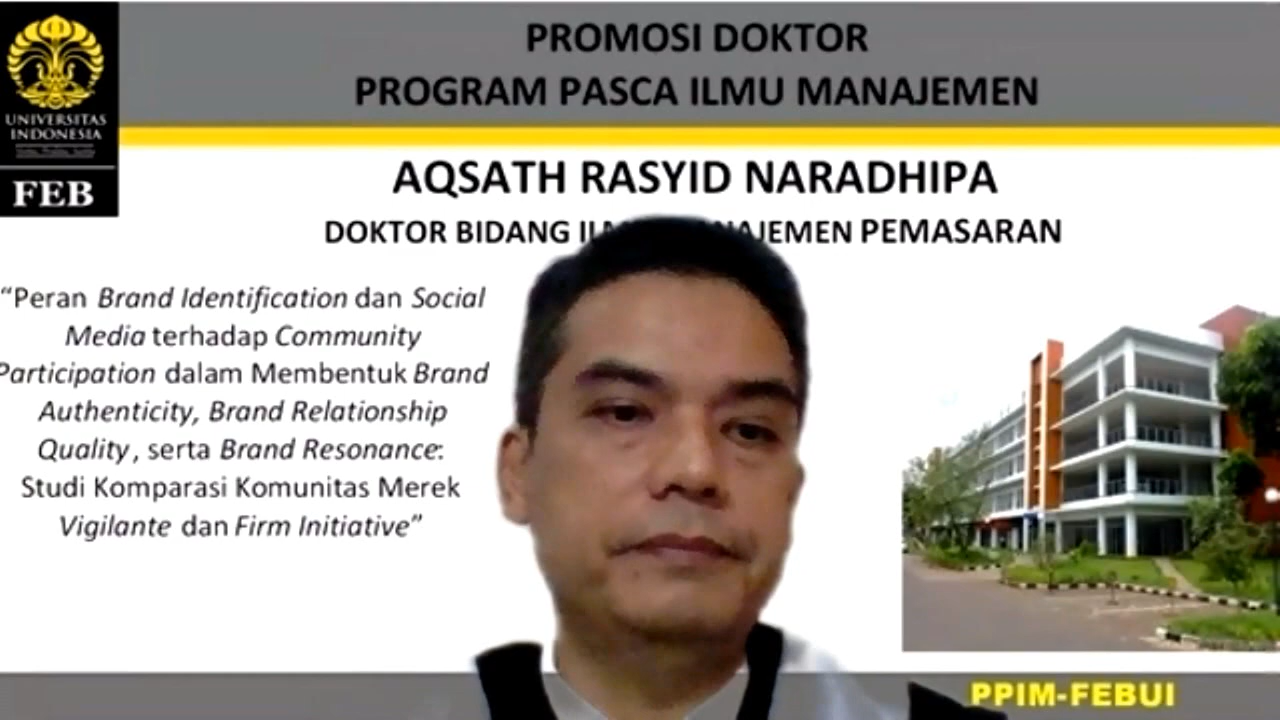 UNIVERSITAS
INDONESIA
FEB
PROMOSI DOKTOR
PROGRAM PASCA ILMU MANAJEMEN
AQSATH RASYID NARADHIPA
DOKTOR BIDANG PEMASARAN
“Peran Brand Identification dan Social
Media terhadap Community
Participation dalam Membentuk Brand
Authenticity, Brand Relationship
Quality, serta Brand Resonance:
Studi Komparasi Komunitas Merek
Vigilante dan Firm Initiative”
PPIM-FEBUI